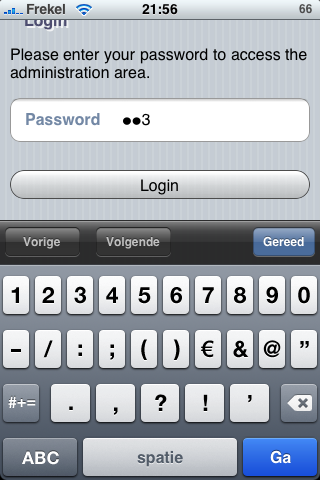 Frekel 21:56 66
Login
Please enter your password to access the
administration area.
Password ●●3
Login
Vorige Volgende Gereed
1 2 3 4 5 6 7 8 9 0
- / : ; ( ) € & @ ”
#+= . , ? ! ’
ABC spatie Ga